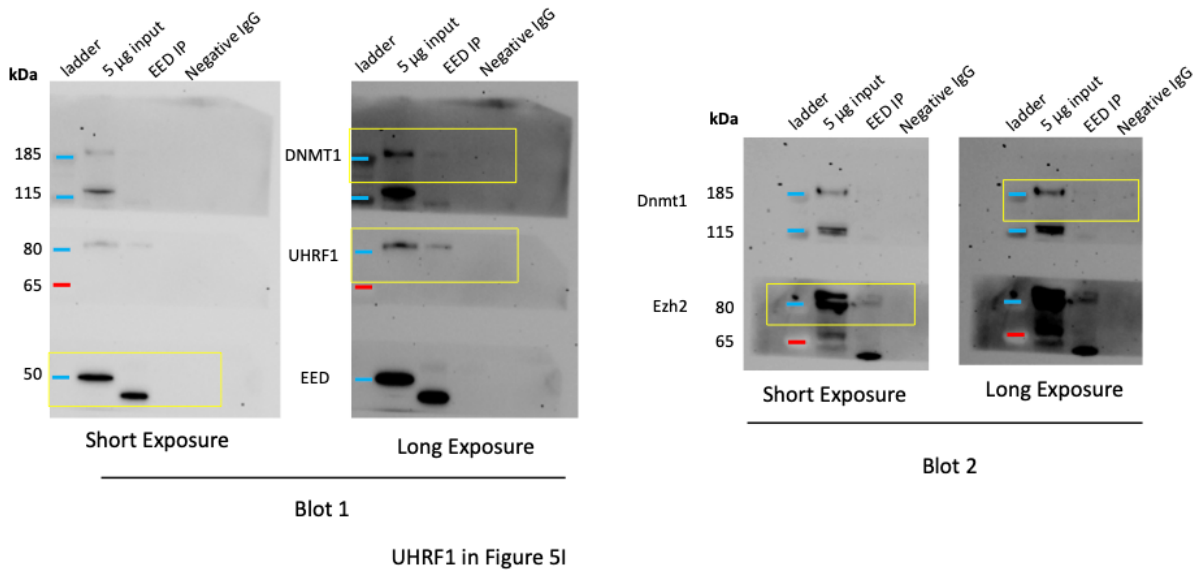 ladder
5 µg input
EED IP
Negative IgG
kDa
185
115
80
65
50
Short Exposure
ladder
5 µg input
EED IP
Negative IgG
DNMT1
UHRF1
EED
Long Exposure
Blot 1
UHRF1 in Figure 5I
kDa
ladder
5 µg input
EED IP
Negative IgG
Dnmt1
185
115
Ezh2
80
65
Short Exposure
ladder
5 µg input
EED IP
Negative IgG
Long Exposure
Blot 2